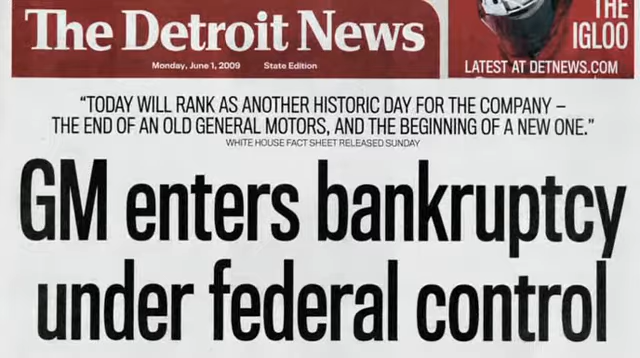 The Detroit News
Monday, June 1, 2009 State Edition
THE
IGLOO
LATEST AT DETNEWS.COM
“TODAY WILL RANK AS ANOTHER HISTORIC DAY FOR THE COMPANY –
THE END OF AN OLD GENERAL MOTORS, AND THE BEGINNING OF A NEW ONE.”
WHITE HOUSE FACT SHEET RELEASED SUNDAY
GM enters bankruptcy
under federal control